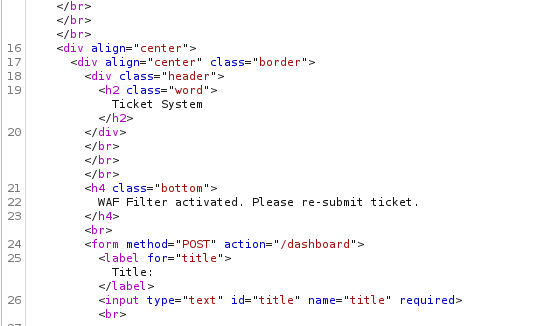 </br>
</br>
</br>
16 <div align="center">
17 <div align="center" class="border">
18 <div class="header">
19 <h2 class="word">
Ticket System
</h2>
20 </div>
</br>
</br>
</br>
21 <h4 class="bottom">
22 WAF Filter activated. Please re-submit ticket.
23 </h4>
<br>
24 <form method="POST" action="/dashboard">
25 <label for="title">
Title:
</label>
26 <input type="text" id="title" name="title" required>
<br>